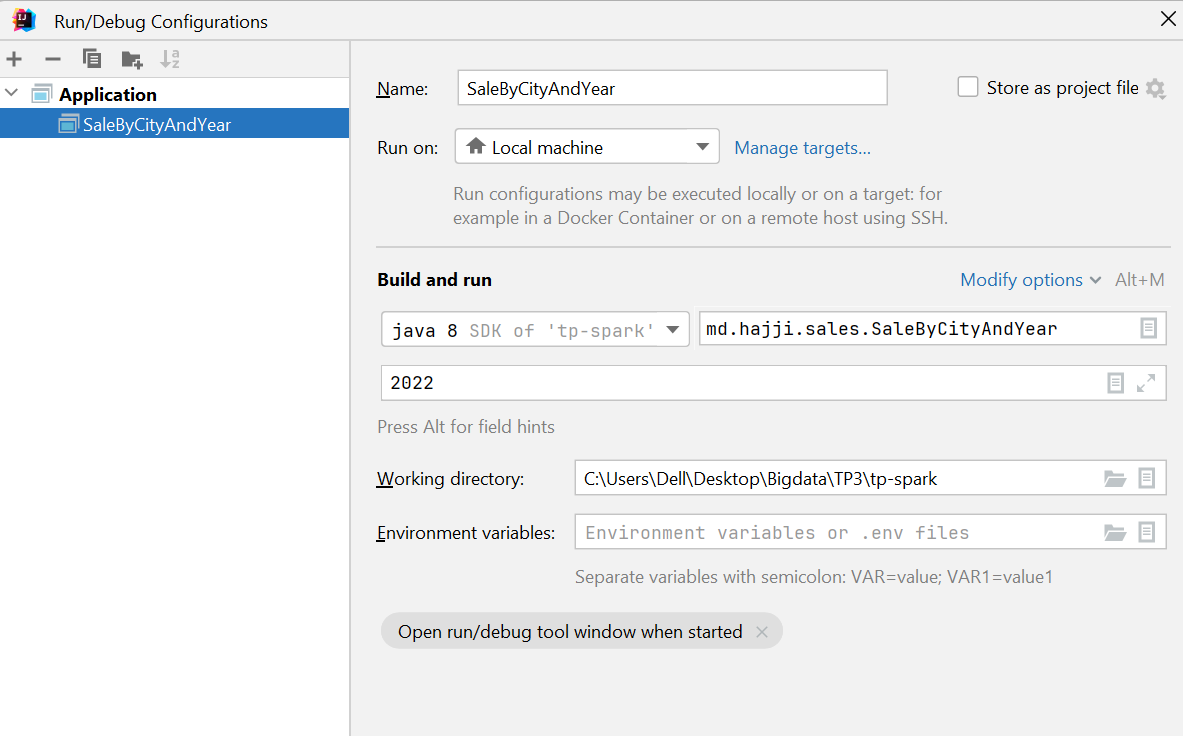 Run/Debug Configurations
Application
SaleByCityAndYear
Name: SaleByCityAndYear Store as project file
Run on: Local machine Manage targets...
Run configurations may be executed locally or on a target: for
example in a Docker Container or on a remote host using SSH.
Build and run Modify options Alt+M
java 8 SDK of 'tp-spark' md.hajji.sales.SaleByCityAndYear
2022
Press Alt for field hints
Working directory: C:\Users\Dell\Desktop\Bigdata\TP3\tp-spark
Environment variables: Environment variables or .env files
Separate variables with semicolon: VAR=value; VAR1=value1
Open run/debug tool window when started